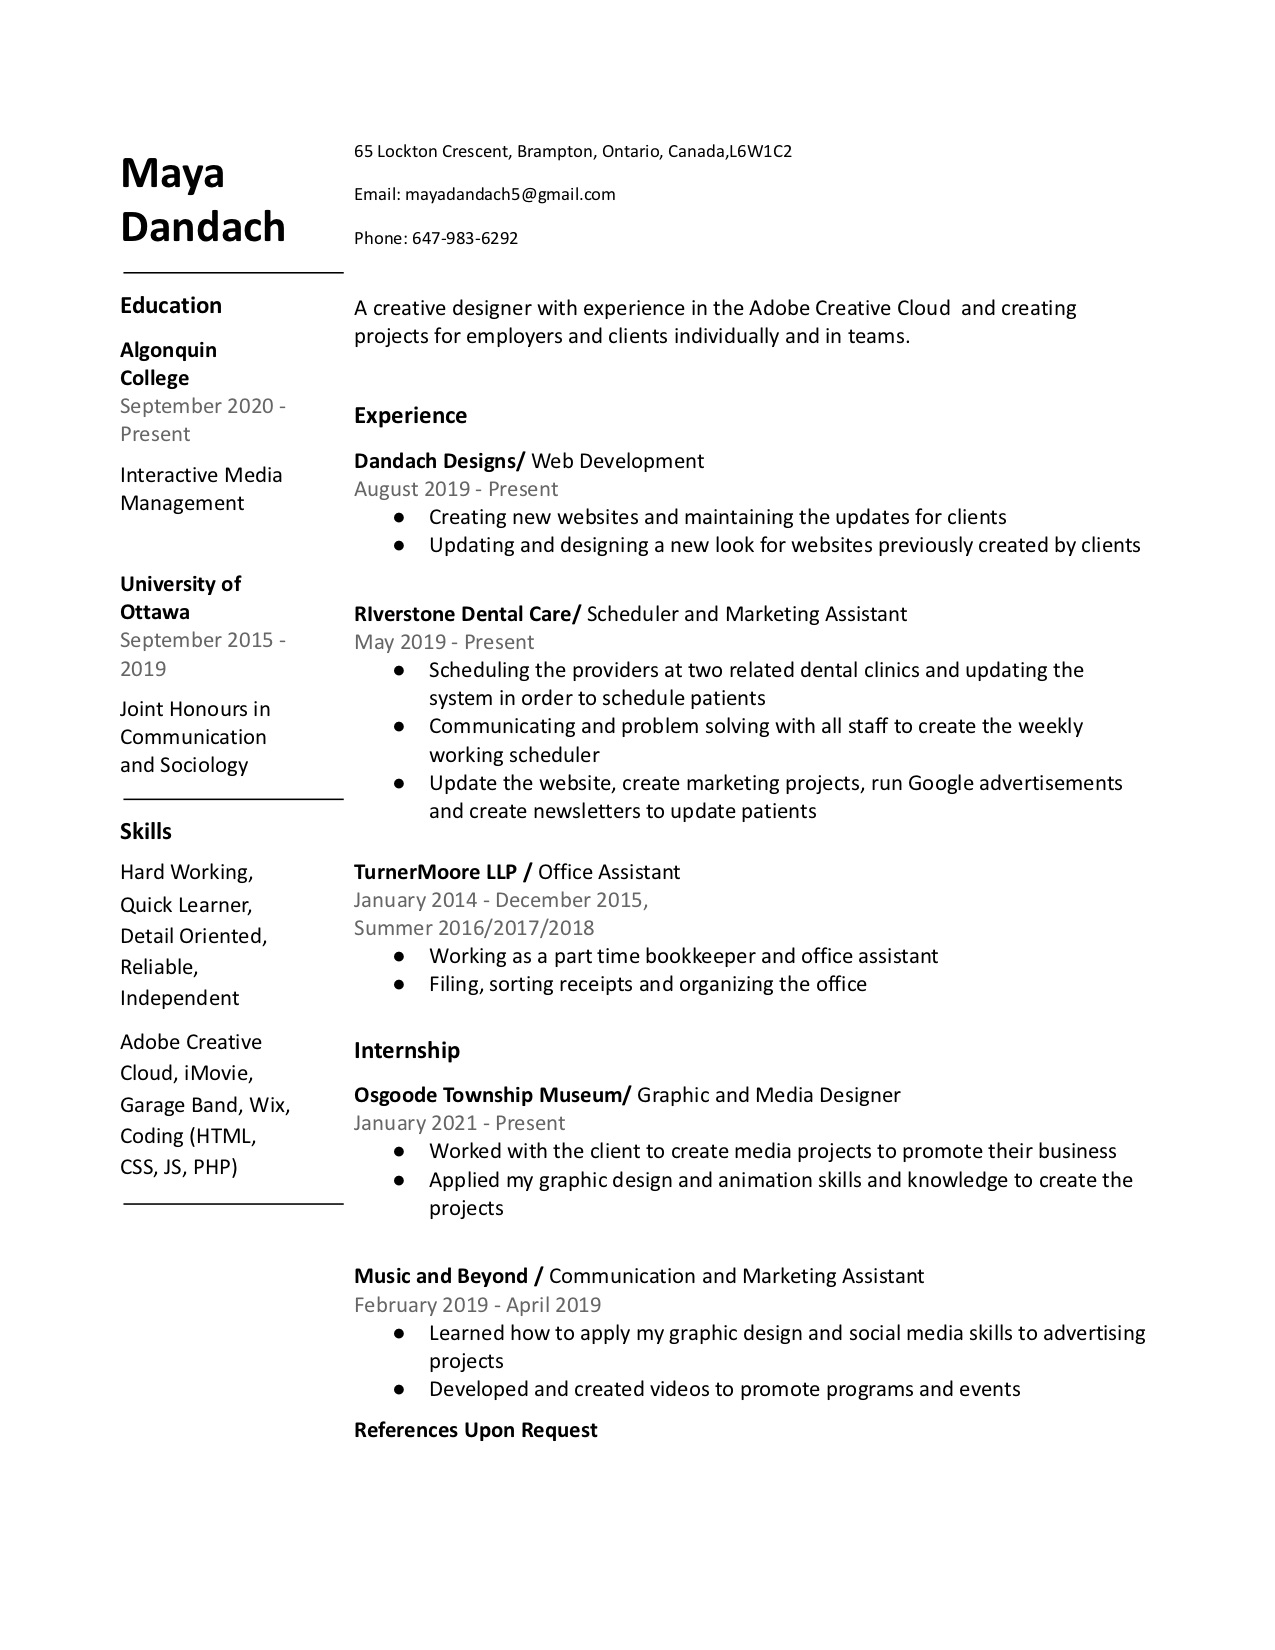 Maya
Dandach
65 Lockton Crescent, Brampton, Ontario, Canada,L6W1C2
Email: mayadandach5@gmail.com
Phone: 647-983-6292
Education
Algonquin
College
September 2020 -
Present
Interactive Media
Management
University of
Ottawa
September 2015 -
2019
Joint Honours in
Communication
and Sociology
Skills
Hard Working,
Quick Learner,
Detail Oriented,
Reliable,
Independent
Adobe Creative
Cloud, iMovie,
Garage Band, Wix,
Coding (HTML,
CSS, JS, PHP)
A creative designer with experience in the Adobe Creative Cloud  and creating
projects for employers and clients individually and in teams.
Experience
Dandach Designs/ Web Development
August 2019 - Present
● Creating new websites and maintaining the updates for clients
● Updating and designing a new look for websites previously created by clients
RIverstone Dental Care/ Scheduler and Marketing Assistant
May 2019 - Present
● Scheduling the providers at two related dental clinics and updating the
system in order to schedule patients
● Communicating and problem solving with all staff to create the weekly
working scheduler
● Update the website, create marketing projects, run Google advertisements
and create newsletters to update patients
TurnerMoore LLP / Office Assistant
January 2014 - December 2015,
Summer 2016/2017/2018
● Working as a part time bookkeeper and office assistant
● Filing, sorting receipts and organizing the office
Internship
Osgoode Township Museum/ Graphic and Media Designer
January 2021 - Present
● Worked with the client to create media projects to promote their business
● Applied my graphic design and animation skills and knowledge to create the
projects
Music and Beyond / Communication and Marketing Assistant
February 2019 - April 2019
● Learned how to apply my graphic design and social media skills to advertising
projects
● Developed and created videos to promote programs and events
References Upon Request